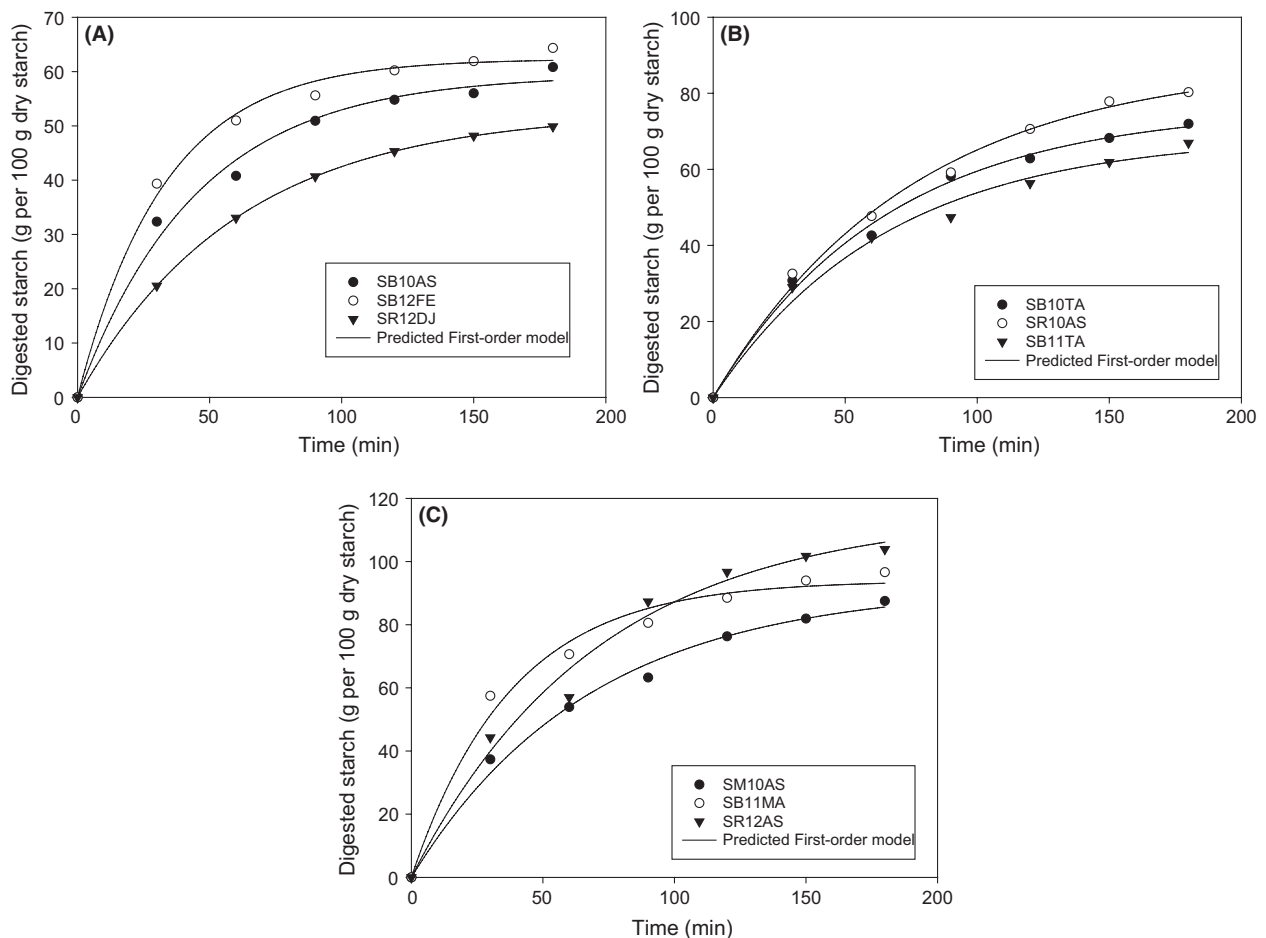 (A)
Digested starch (g per 100 g dry starch)
70
60
50
40
30
20
10
0
0 50 100 150 200
Time (min)
SB10AS
SB12FE
SR12DJ
Predicted First-order model
(B)
Digested starch (g per 100 g dry starch)
100
80
60
40
20
0
0 50 100 150 200
Time (min)
SB10TA
SR10AS
SB11TA
Predicted First-order model
(C)
Digested starch (g per 100 g dry starch)
120
100
80
60
40
20
0
0 50 100 150 200
Time (min)
SM10AS
SB11MA
SR12AS
Predicted First-order model